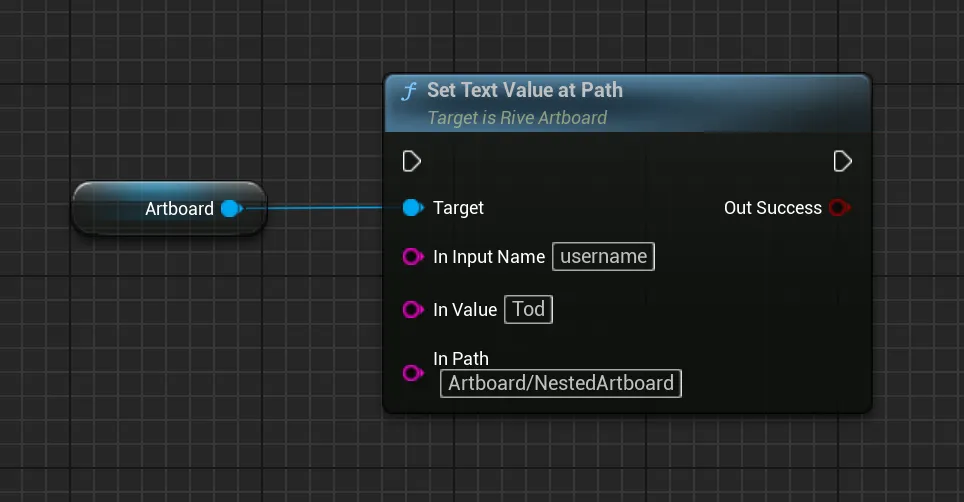 f Set Text Value at Path
Target is Rive Artboard
Artboard
Target
Out Success
In Input Name username
In Value Tod
In Path
Artboard/NestedArtboard